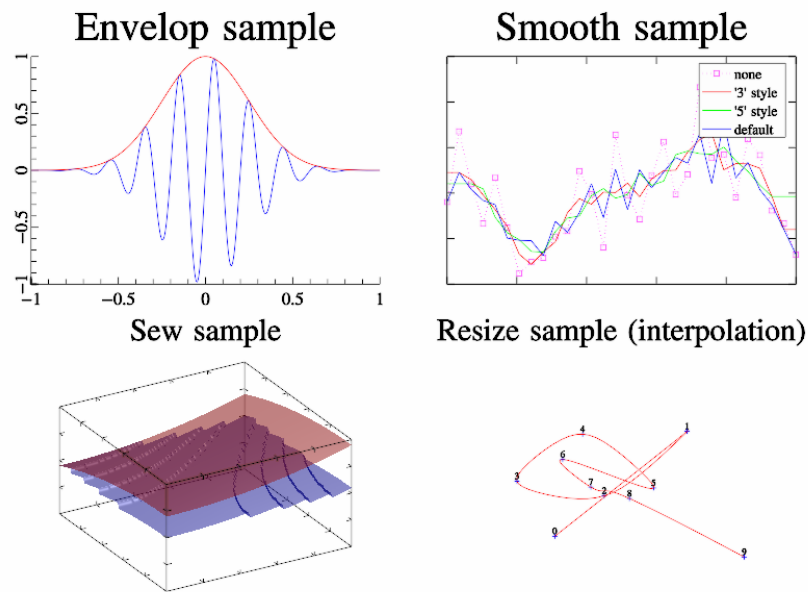 Envelop sample
Smooth sample
1
0.5
0
−0.5
−1
−1
−0.5
0
0.5
1
none
'3' style
'5' style
default
Sew sample
Resize sample (interpolation)
4
1
6
3
7
2
8
5
0
9